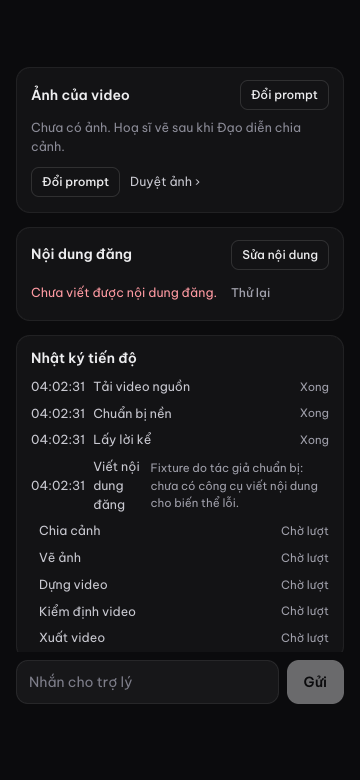 Ảnh của video
Đổi prompt
Chưa có ảnh. Hoạ sĩ vẽ sau khi Đạo diễn chia
cảnh.
Đổi prompt
Duyệt ảnh ›
Nội dung đăng
Sửa nội dung
Chưa viết được nội dung đăng.
Thử lại
Nhật ký tiến độ
04:02:31 Tải video nguồn Xong
04:02:31 Chuẩn bị nền Xong
04:02:31 Lấy lời kể Xong
04:02:31
Viết nội
dung
đăng
Fixture do tác giả chuẩn bị:
chưa có công cụ viết nội dung
cho biến thể lỗi.
Chia cảnh Chờ lượt
Vẽ ảnh Chờ lượt
Dựng video Chờ lượt
Kiểm định video Chờ lượt
Xuất video Chờ lượt
Nhắn cho trợ lý
Gửi